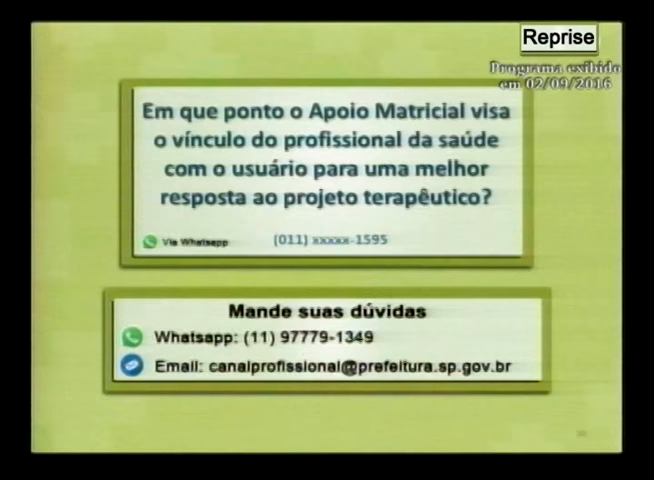 Reprise
Programa exibido
em 02/09/2016
Em que ponto o Apoio Matricial visa
o vínculo do profissional da saúde
com o usuário para uma melhor
resposta ao projeto terapêutico?
Via Whatsapp (011) xxxxx-1595
Mande suas dúvidas
Whatsapp: (11) 97779-1349
Email: canalprofissional@prefeitura.sp.gov.br